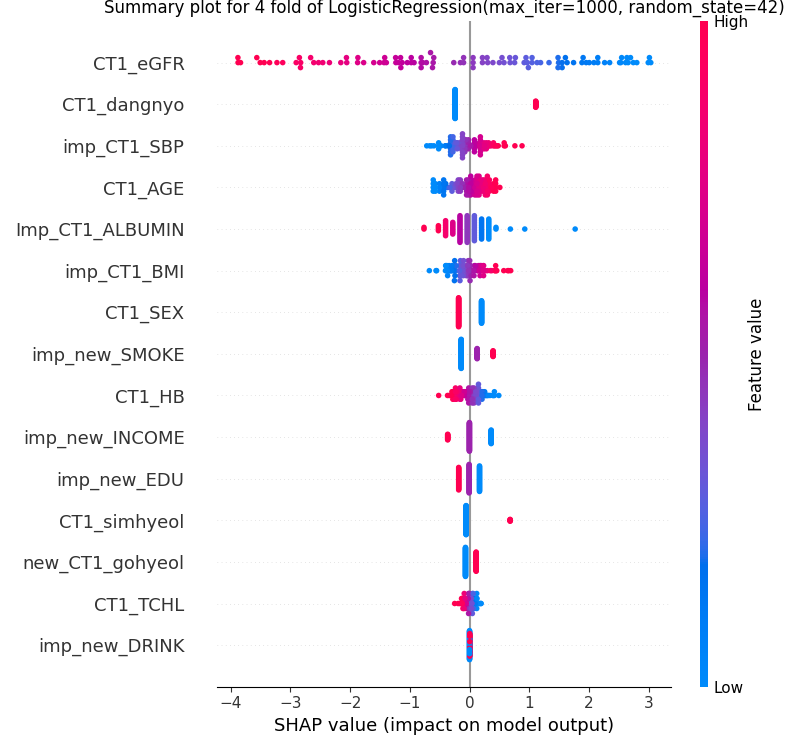 Summary plot for 4 fold of LogisticRegression(max_iter=1000, random_state=42)
High
CT1_eGFR
CT1_dangnyo
imp_CT1_SBP
CT1_AGE
Imp_CT1_ALBUMIN
imp_CT1_BMI
CT1_SEX
imp_new_SMOKE
CT1_HB
imp_new_INCOME
imp_new_EDU
CT1_simhyeol
new_CT1_gohyeol
CT1_TCHL
imp_new_DRINK
Feature value
Low
−4 −3 −2 −1 0 1 2 3
SHAP value (impact on model output)